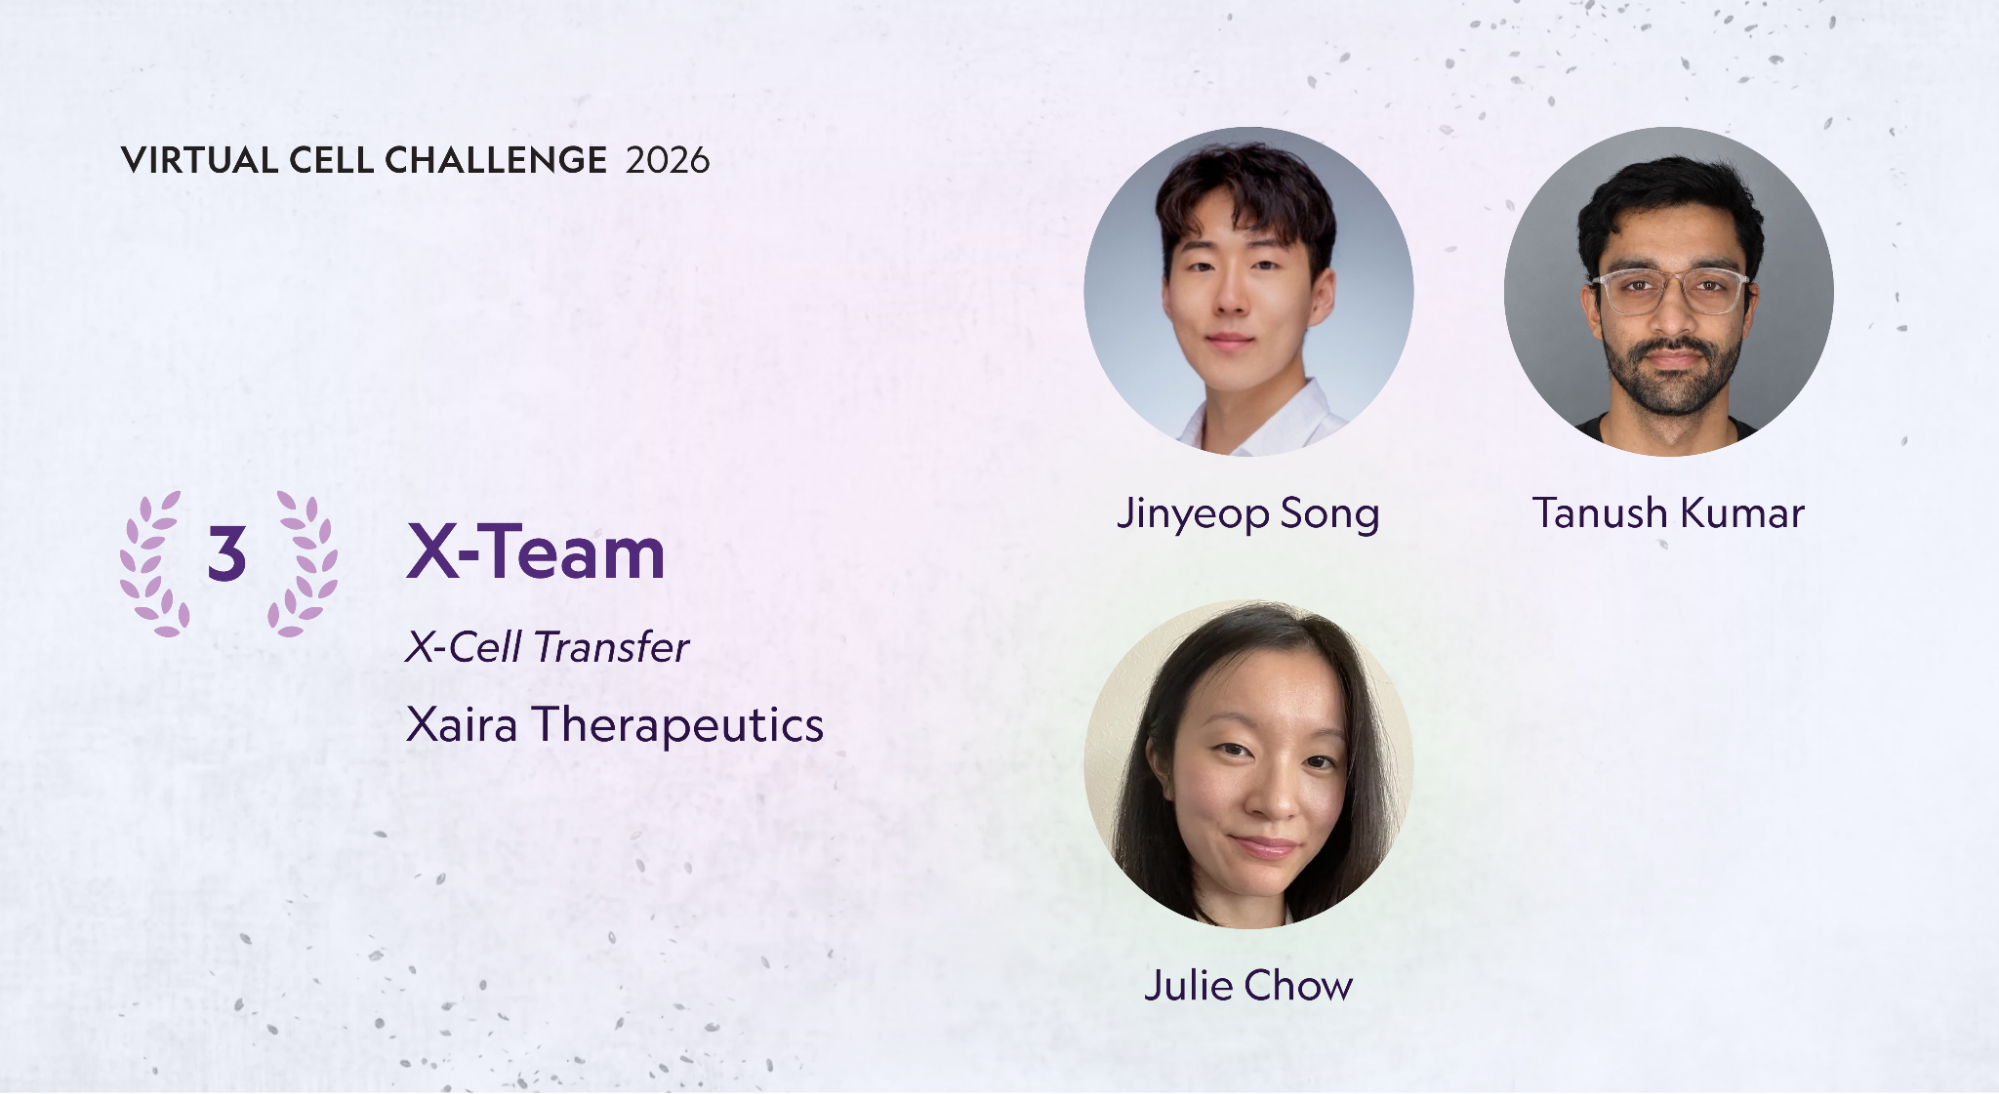 VIRTUAL CELL CHALLENGE 2026
3
X-Team
X-Cell Transfer
Xaira Therapeutics
Jinyeop Song
Tanush Kumar
Julie Chow